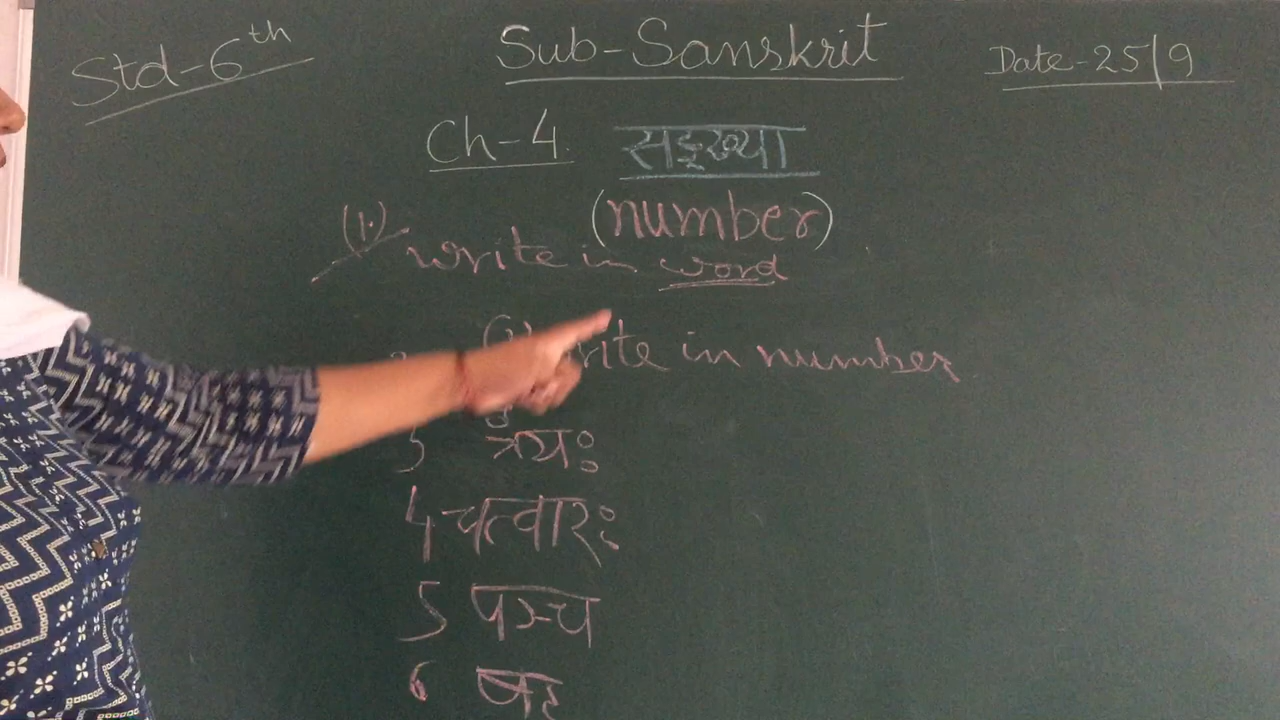 Std-6th
Sub-Sanskrit
Date-25/9
Ch-4 सङ्ख्या
(number)
(1.) write in word
write in number
3 त्रयः
4 चत्वारः
5 पञ्च
6